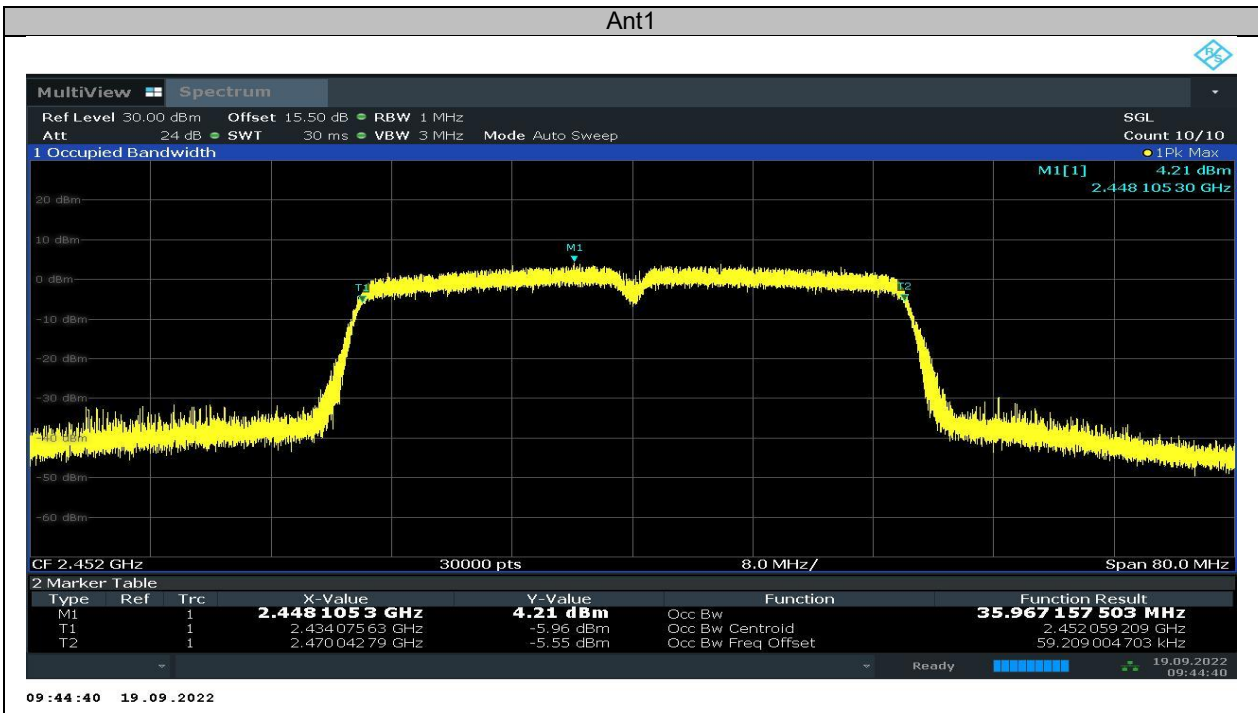 Ant1
R&S
MultiView Spectrum
Ref Level 30.00 dBm Offset 15.50 dB RBW 1 MHz SGL
Att 24 dB SWT 30 ms VBW 3 MHz Mode Auto Sweep Count 10/10
1 Occupied Bandwidth 1Pk Max
M1[1] 4.21 dBm
2.448 105 30 GHz
20 dBm
10 dBm
M1
0 dBm
T1 T2
-10 dBm
-20 dBm
-30 dBm
-40 dBm
-50 dBm
-60 dBm
CF 2.452 GHz 30000 pts 8.0 MHz/ Span 80.0 MHz
2 Marker Table
Type Ref Trc X-Value Y-Value Function Function Result
M1 1 2.448 105 3 GHz 4.21 dBm Occ Bw 35.967 157 503 MHz
T1 1 2.434 075 63 GHz -5.96 dBm Occ Bw Centroid 2.452 059 209 GHz
T2 1 2.470 042 79 GHz -5.55 dBm Occ Bw Freq Offset 59.209 004 703 kHz
Ready 19.09.2022
09:44:40
09:44:40 19.09.2022